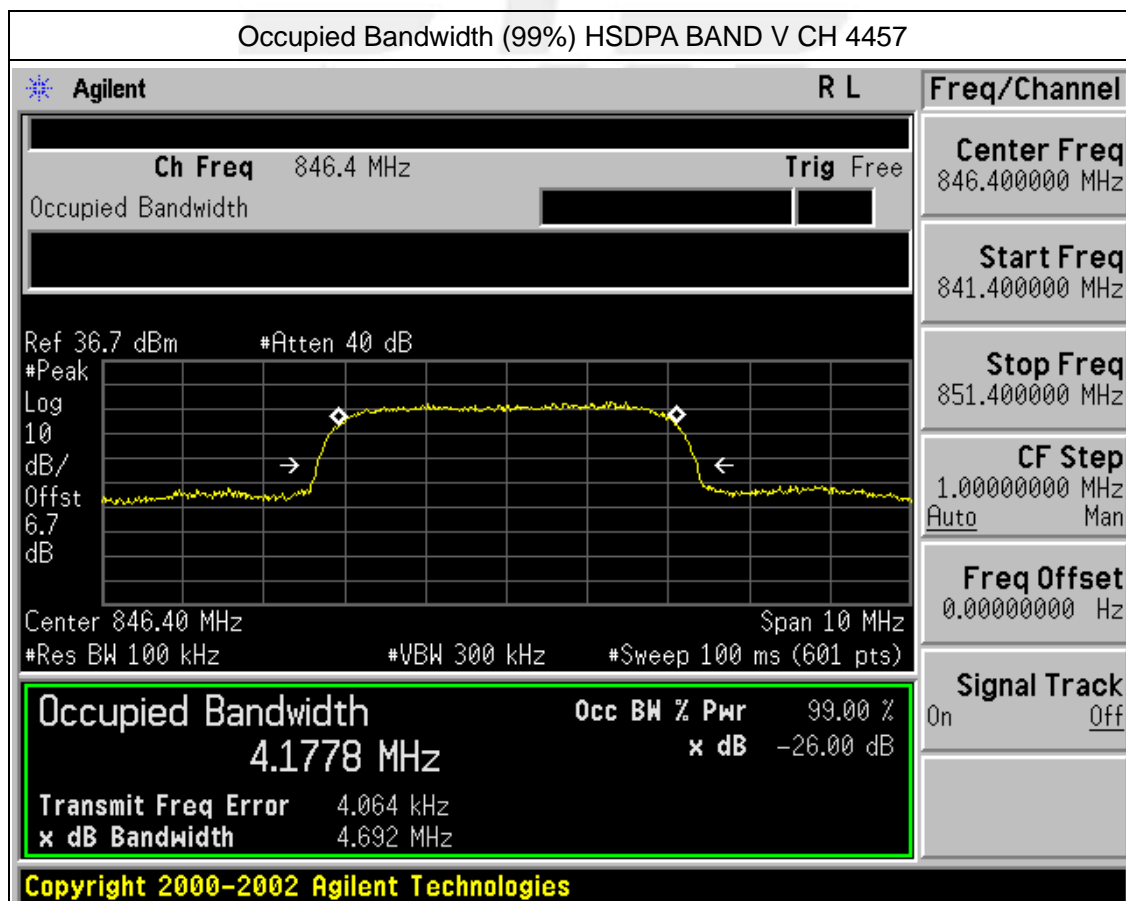 Occupied Bandwidth (99%) HSDPA BAND V CH 4457
Agilent R L
Ch Freq 846.4 MHz Trig Free
Occupied Bandwidth
Ref 36.7 dBm #Atten 40 dB
#Peak
Log
10
dB/
Offst
6.7
dB
Center 846.40 MHz Span 10 MHz
#Res BW 100 kHz #VBW 300 kHz #Sweep 100 ms (601 pts)
Occupied Bandwidth Occ BW % Pwr 99.00 %
4.1778 MHz x dB -26.00 dB
Transmit Freq Error 4.064 kHz
x dB Bandwidth 4.692 MHz
Copyright 2000-2002 Agilent Technologies
Freq/Channel
Center Freq
846.400000 MHz
Start Freq
841.400000 MHz
Stop Freq
851.400000 MHz
CF Step
1.00000000 MHz
Auto Man
Freq Offset
0.00000000 Hz
Signal Track
On Off